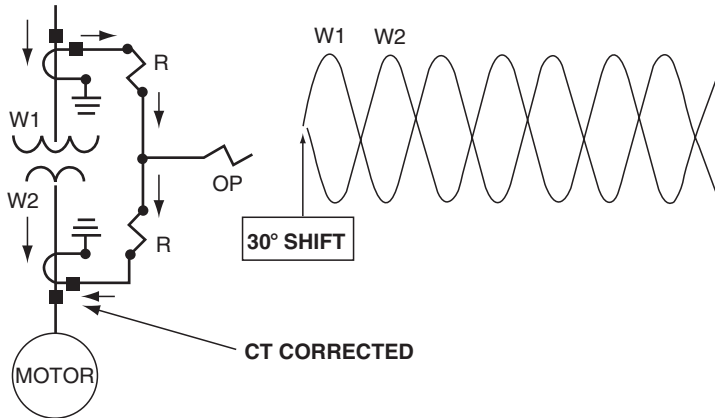 W1 W2
R
W1
OP
W2
30° SHIFT
R
CT CORRECTED
MOTOR